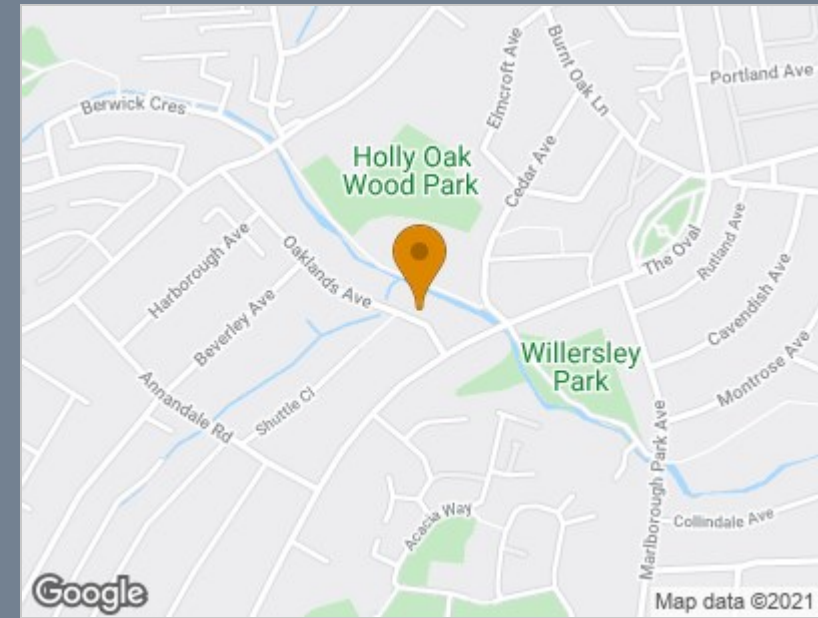 Berwick Cres
Elmcroft Ave
Burnt Oak Ln
Portland Ave
Holly Oak
Wood Park
Cedar Ave
Harborough Ave
Oaklands Ave
The Oval
Rutland Ave
Beverley Ave
Cavendish Ave
Willersley
Park
Montrose Ave
Annandale Rd
Shuttle Cl
Marlborough Park Ave
Acacia Way
Collindale Ave
Google
Map data ©2021